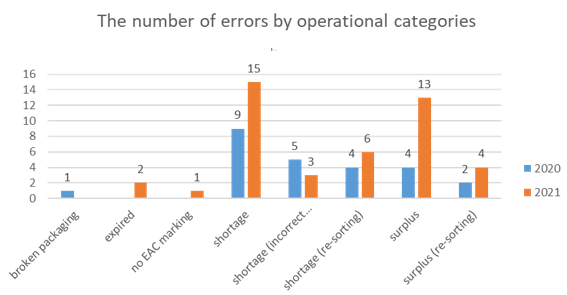 The number of errors by operational categories
16
14
12
10
8
6
4
2
0
1
2
1
9
15
5
3
4
6
4
13
2
4
broken packaging
expired
no EAC marking
shortage
shortage (incorrect...
shortage (re-sorting)
surplus
surplus (re-sorting)
2020
2021